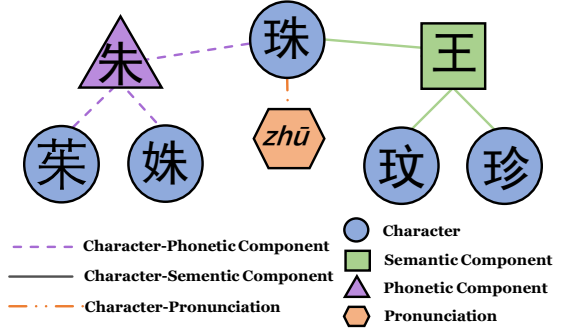 珠
朱
王
zhū
茱
姝
玟
珍
Character-Phonetic Component
Character-Sementic Component
Character-Pronunciation
Character
Semantic Component
Phonetic Component
Pronunciation